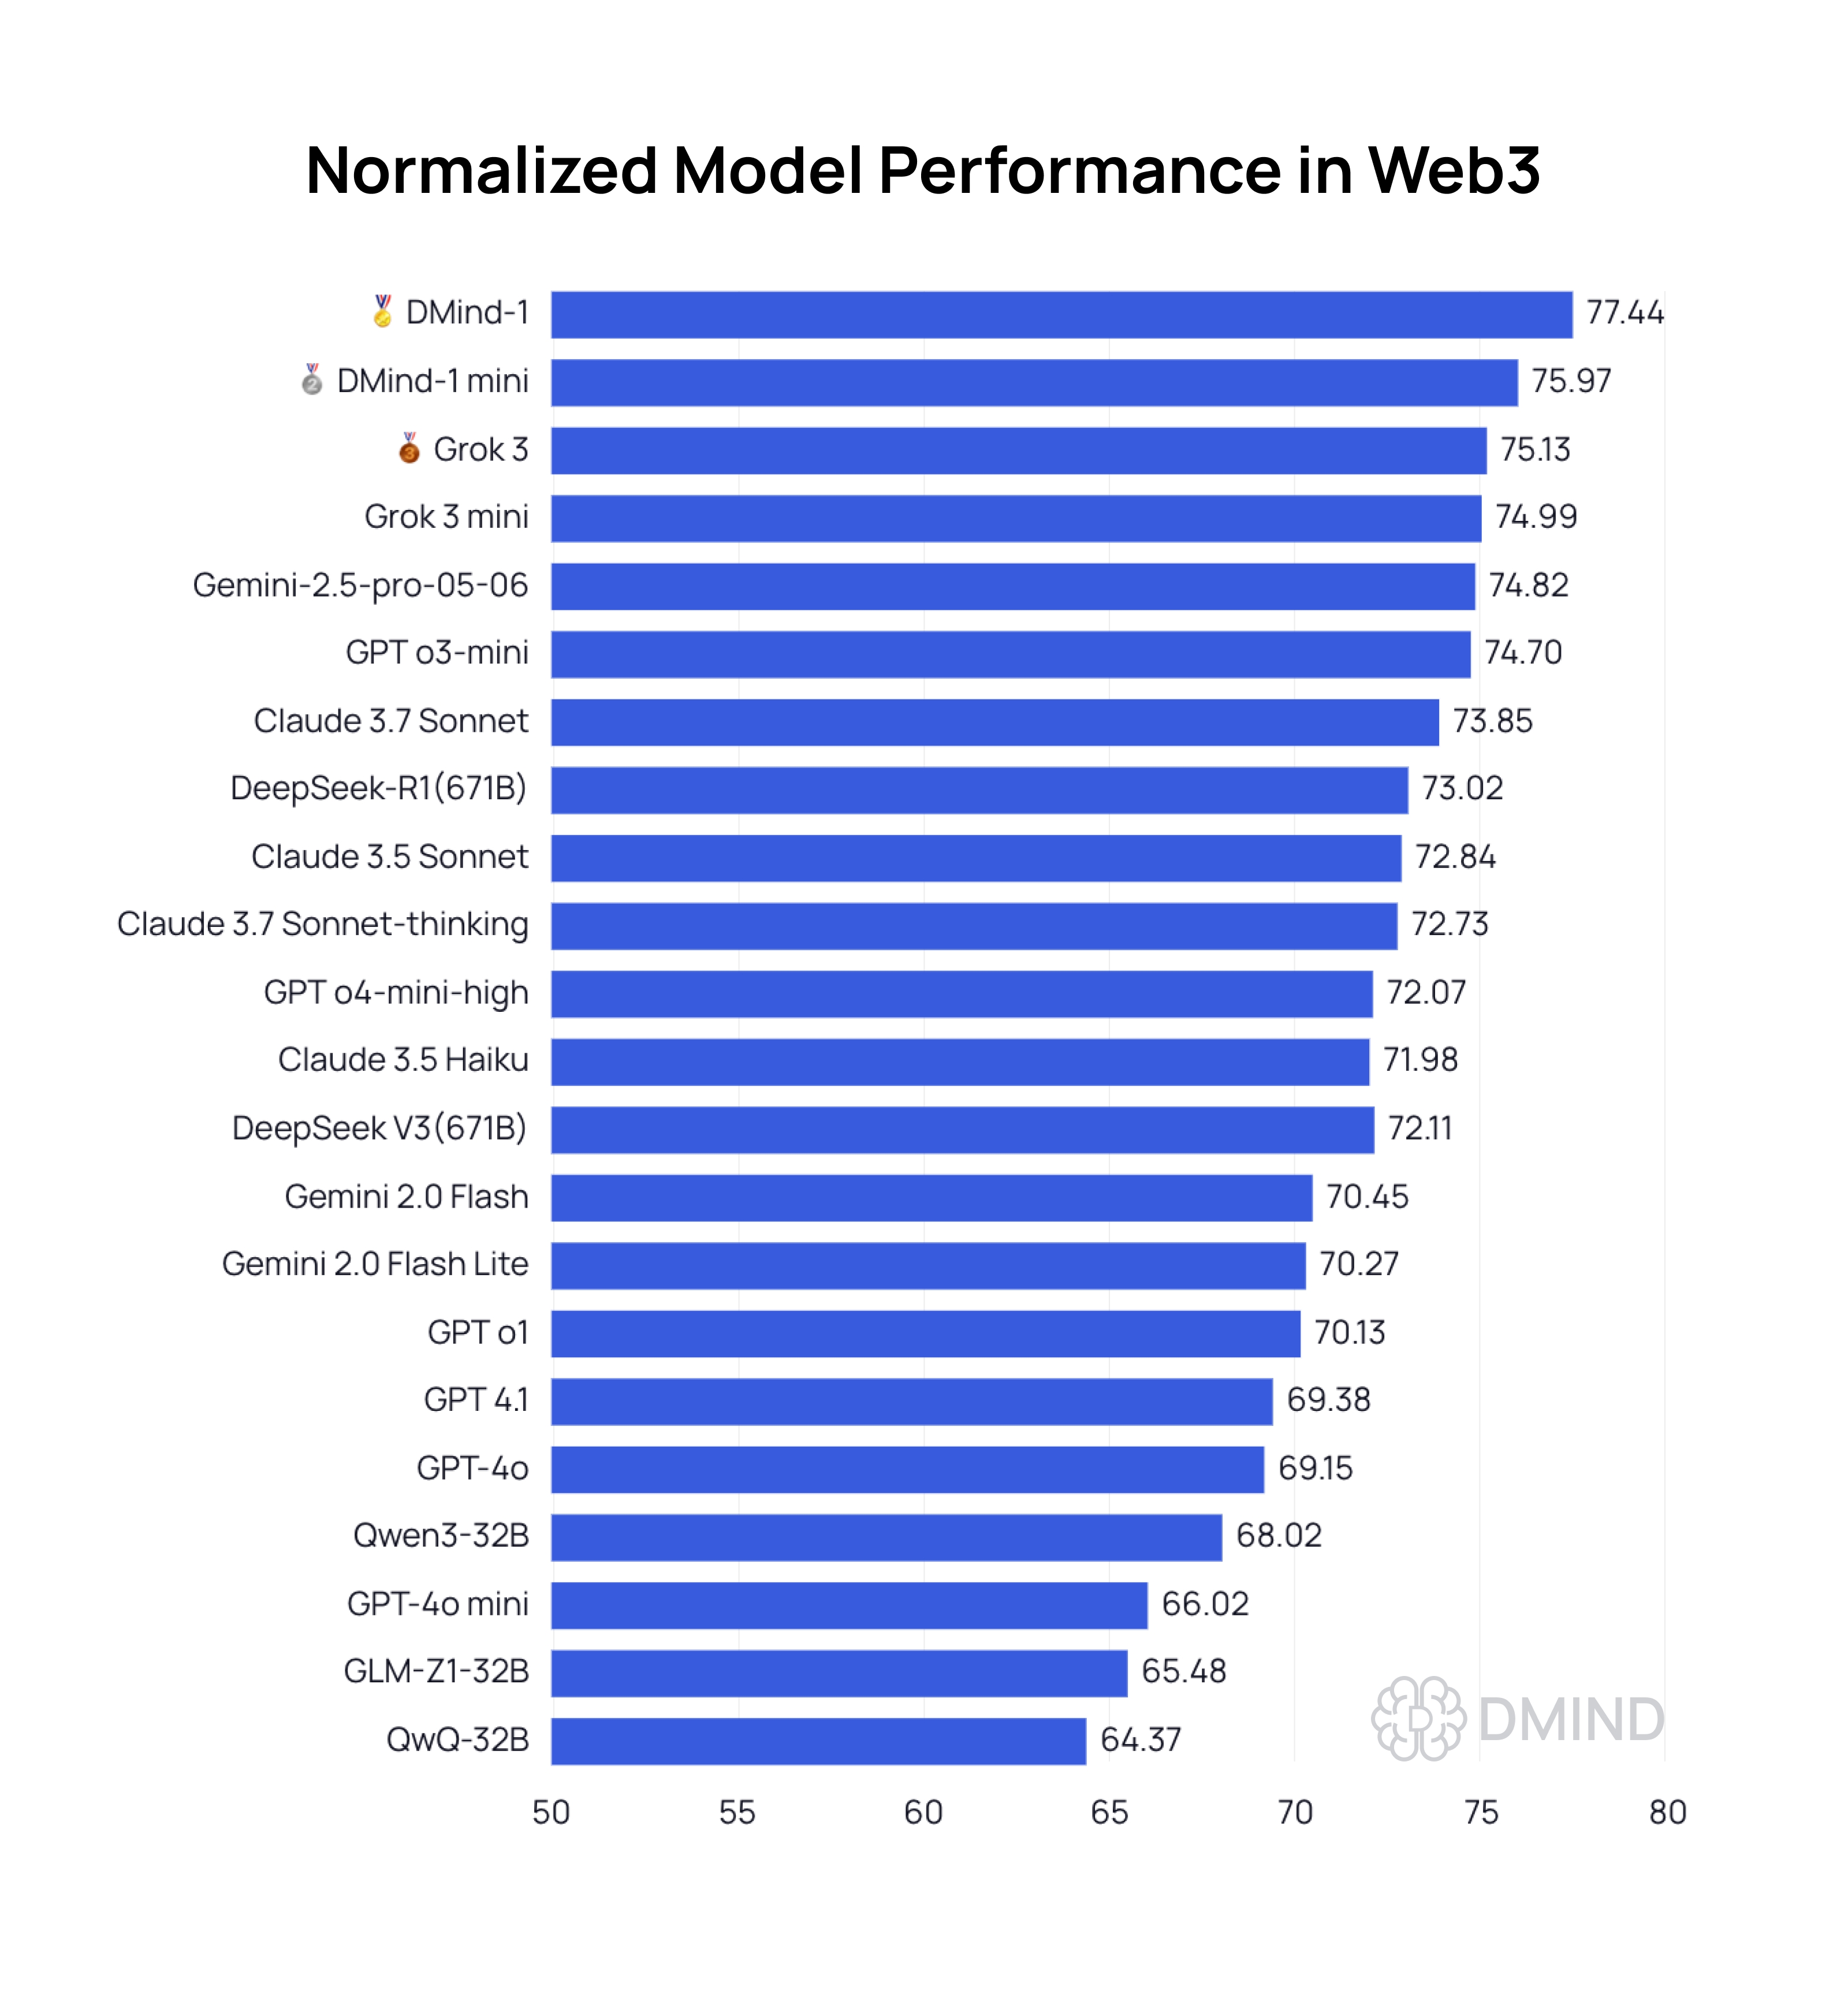 Normalized Model Performance in Web3
🥇 DMind-1 77.44
🥈 DMind-1 mini 75.97
🥉 Grok 3 75.13
Grok 3 mini 74.99
Gemini-2.5-pro-05-06 74.82
GPT o3-mini 74.70
Claude 3.7 Sonnet 73.85
DeepSeek-R1(671B) 73.02
Claude 3.5 Sonnet 72.84
Claude 3.7 Sonnet-thinking 72.73
GPT o4-mini-high 72.07
Claude 3.5 Haiku 71.98
DeepSeek V3(671B) 72.11
Gemini 2.0 Flash 70.45
Gemini 2.0 Flash Lite 70.27
GPT o1 70.13
GPT 4.1 69.38
GPT-4o 69.15
Qwen3-32B 68.02
GPT-4o mini 66.02
GLM-Z1-32B 65.48
QwQ-32B 64.37
DMIND
50 55 60 65 70 75 80